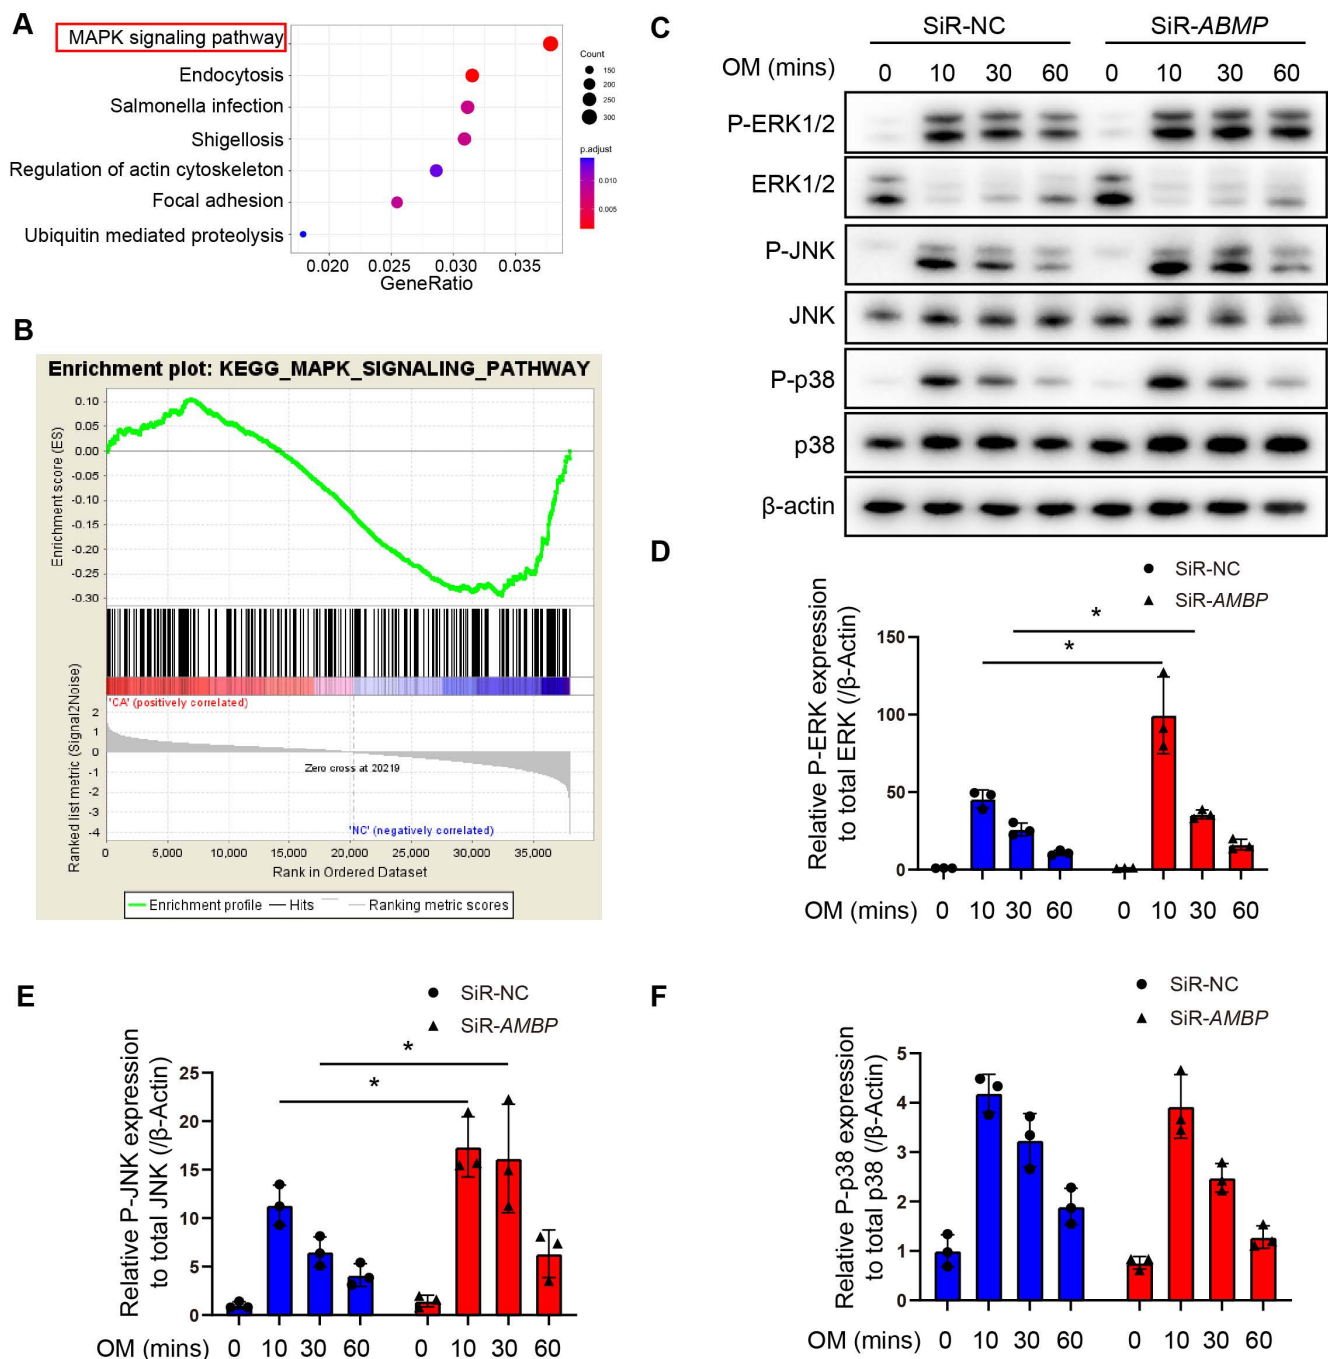 A
MAPK signaling pathway
Endocytosis
Salmonella infection
Shigellosis
Regulation of actin cytoskeleton
Focal adhesion
Ubiquitin mediated proteolysis
0.020 0.025 0.030 0.035
GeneRatio
Count
150
200
250
300
p.adjust
0.010
0.005
B
Enrichment plot: KEGG_MAPK_SIGNALING_PATHWAY
Enrichment score (ES)
0.10
0.05
0.00
-0.05
-0.10
-0.15
-0.20
-0.25
-0.30
Ranked list metric (Signal2Noise)
'CA' (positively correlated)
2
1
0
-1
-2
-3
-4
Zero cross at 20219
'NC' (negatively correlated)
0 5,000 10,000 15,000 20,000 25,000 30,000 35,000
Rank in Ordered Dataset
Enrichment profile Hits Ranking metric scores
C
SiR-NC SiR-ABMP
OM (mins) 0 10 30 60 0 10 30 60
P-ERK1/2
ERK1/2
P-JNK
JNK
P-p38
p38
β-actin
D
SiR-NC
SiR-AMBP
Relative P-ERK expression
to total ERK (/β-Actin)
150
100
50
0
*
*
OM (mins) 0 10 30 60 0 10 30 60
E
SiR-NC
SiR-AMBP
Relative P-JNK expression
to total JNK (/β-Actin)
25
20
15
10
5
0
*
*
OM (mins) 0 10 30 60 0 10 30 60
F
SiR-NC
SiR-AMBP
Relative P-p38 expression
to total p38 (/β-Actin)
5
4
3
2
1
0
OM (mins) 0 10 30 60 0 10 30 60